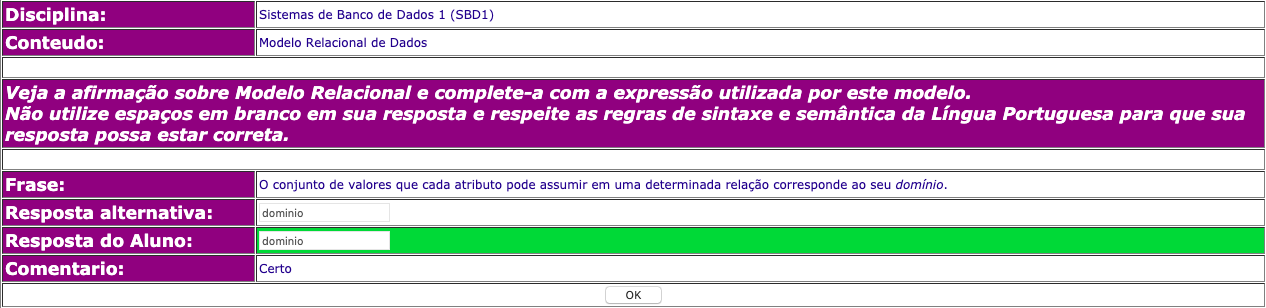 Disciplina: Sistemas de Banco de Dados 1 (SBD1)
Conteudo: Modelo Relacional de Dados
Veja a afirmação sobre Modelo Relacional e complete-a com a expressão utilizada por este modelo.
Não utilize espaços em branco em sua resposta e respeite as regras de sintaxe e semântica da Língua Portuguesa para que sua
resposta possa estar correta.
Frase: O conjunto de valores que cada atributo pode assumir em uma determinada relação corresponde ao seu domínio.
Resposta alternativa: dominio
Resposta do Aluno: dominio
Comentario: Certo
OK